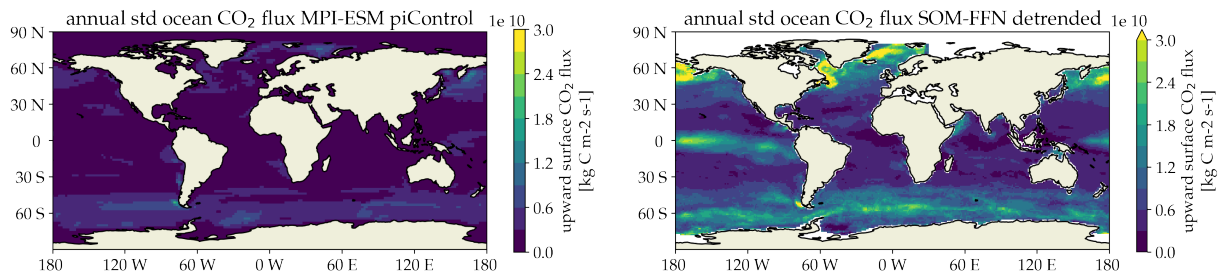 annual std ocean CO₂ flux MPI-ESM piControl
1e 10
90 N
60 N
30 N
0
30 S
60 S
180
120 W
60 W
0 W
60 E
120 E
180
3.0
2.4
1.8
1.2
0.6
0.0
upward surface CO₂ flux
[kg C m-2 s-1]
annual std ocean CO₂ flux SOM-FFN detrended
1e 10
90 N
60 N
30 N
0
30 S
60 S
180
120 W
60 W
0 W
60 E
120 E
180
3.0
2.4
1.8
1.2
0.6
0.0
upward surface CO₂ flux
[kg C m-2 s-1]